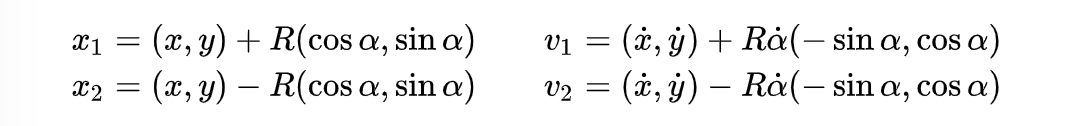 x₁ = (x, y) + R(cos α, sin α) v₁ = (ẋ, ẏ) + Rα̇(− sin α, cos α)
x₂ = (x, y) − R(cos α, sin α) v₂ = (ẋ, ẏ) − Rα̇(− sin α, cos α)